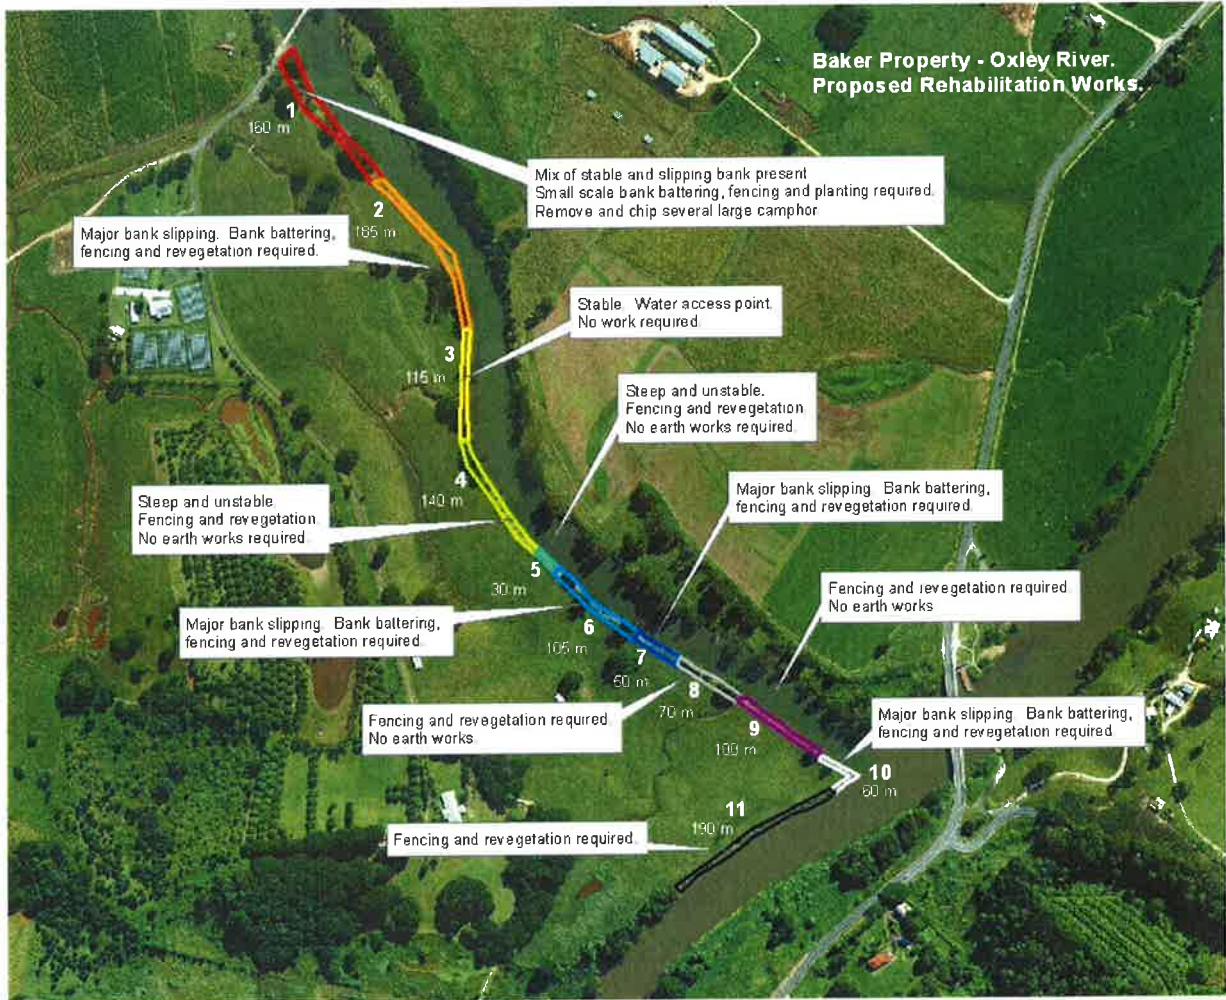 Baker Property - Oxley River.
Proposed Rehabilitation Works.
1
160 m
Mix of stable and slipping bank present
Small scale bank battering, fencing and planting required.
Remove and chip several large camphor
2
165 m
Major bank slipping. Bank battering,
fencing and revegetation required.
Stable. Water access point.
No work required.
3
115 m
Steep and unstable.
Fencing and revegetation
No earth works required.
4
140 m
Steep and unstable
Fencing and revegetation.
No earth works required.
Major bank slipping. Bank battering,
fencing and revegetation required.
5
30 m
Fencing and revegetation required.
No earth works
Major bank slipping. Bank battering,
fencing and revegetation required.
6
105 m
7
50 m
8
70 m
Fencing and revegetation required.
No earth works
9
100 m
Major bank slipping. Bank battering,
fencing and revegetation required
10
60 m
11
190 m
Fencing and revegetation required.